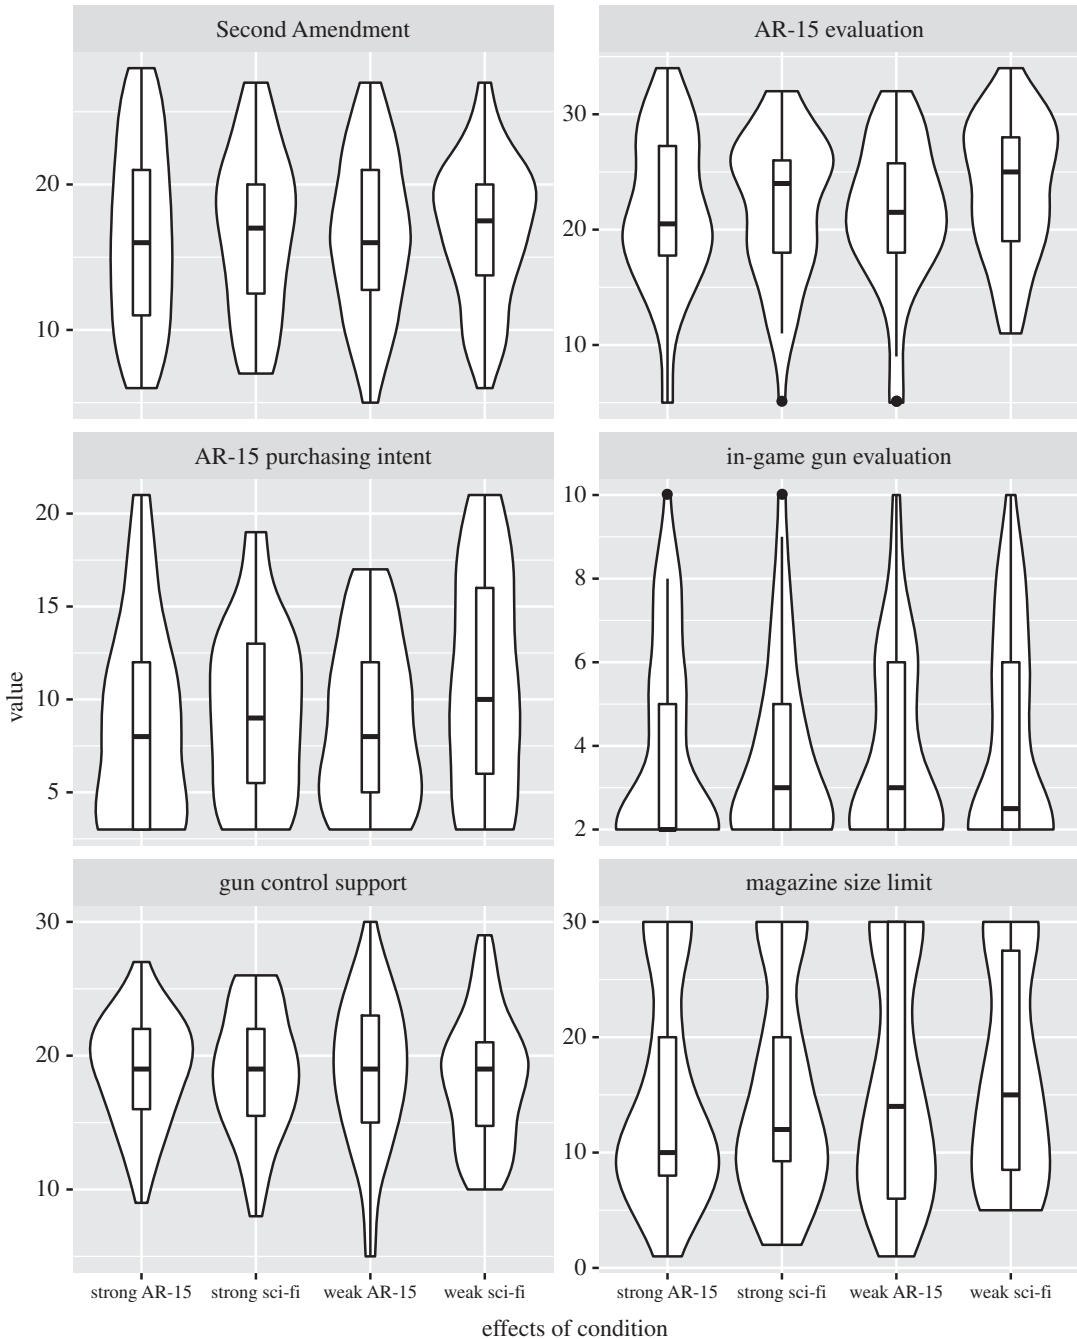 Second Amendment
AR-15 evaluation
20
10
30
20
10
AR-15 purchasing intent
in-game gun evaluation
20
15
10
5
10
8
6
4
2
value
gun control support
magazine size limit
30
20
10
30
20
10
0
strong AR-15 strong sci-fi weak AR-15 weak sci-fi
strong AR-15 strong sci-fi weak AR-15 weak sci-fi
effects of condition